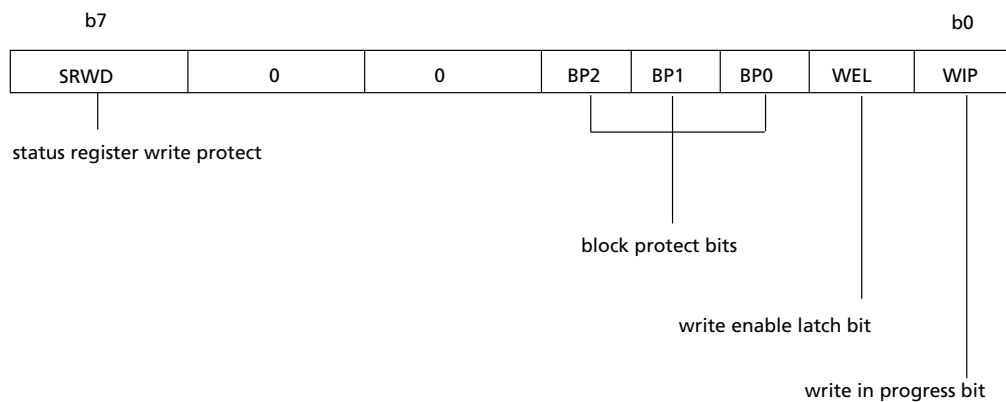 b7 b0
SRWD 0 0 BP2 BP1 BP0 WEL WIP
status register write protect
block protect bits
write enable latch bit
write in progress bit